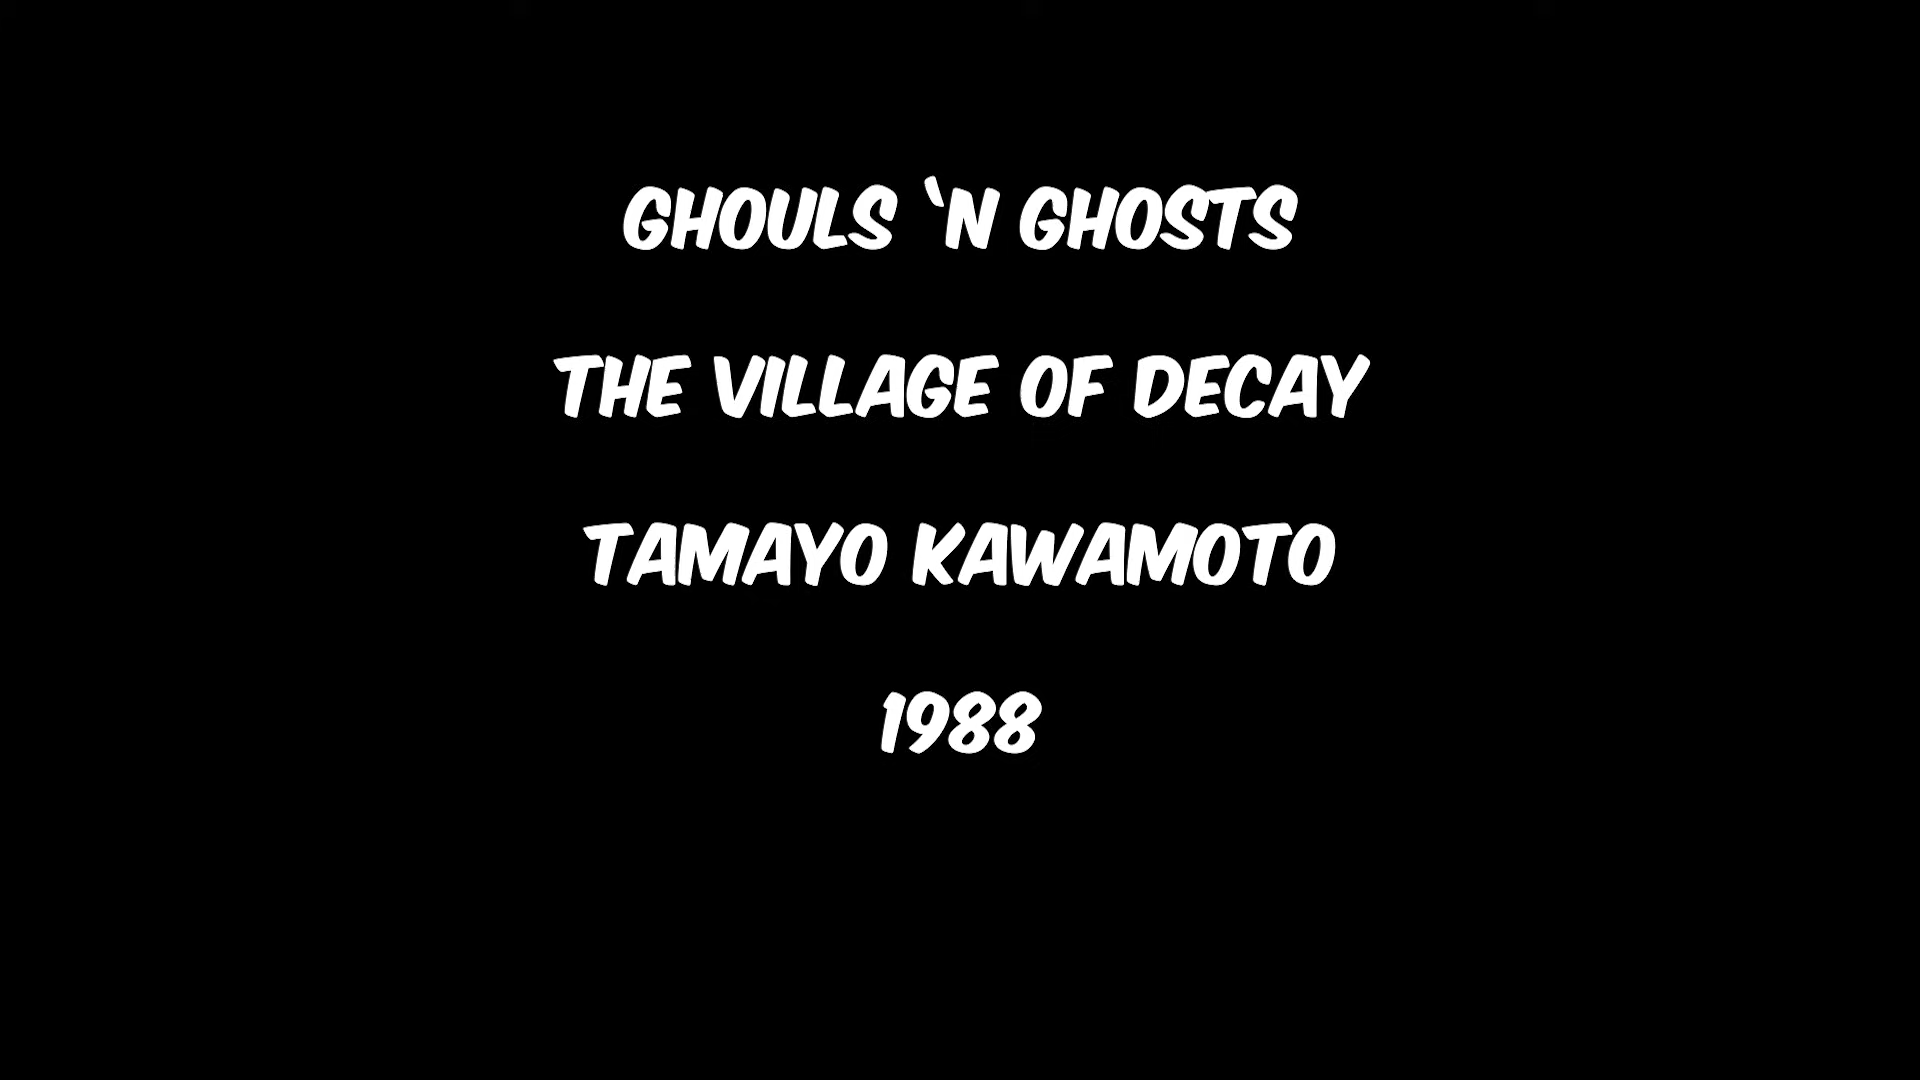 GHOULS ‘N GHOSTS
THE VILLAGE OF DECAY
TAMAYO KAWAMOTO
1988